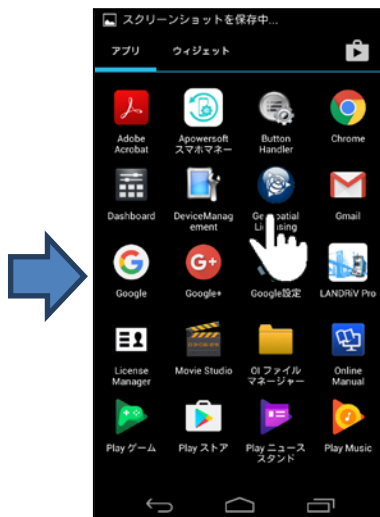 スクリーンショットを保存中...
アプリ ウィジェット
Adobe Acrobat
Apowersoft スマホマネー
Button Handler
Chrome
Dashboard
DeviceManag ement
Gmail
Google
Google+
Google設定
LANDRiV Pro
License Manager
Movie Studio
OI ファイル マネージャー
Online Manual
Play ゲーム
Play ストア
Play ニュース スタンド
Play Music